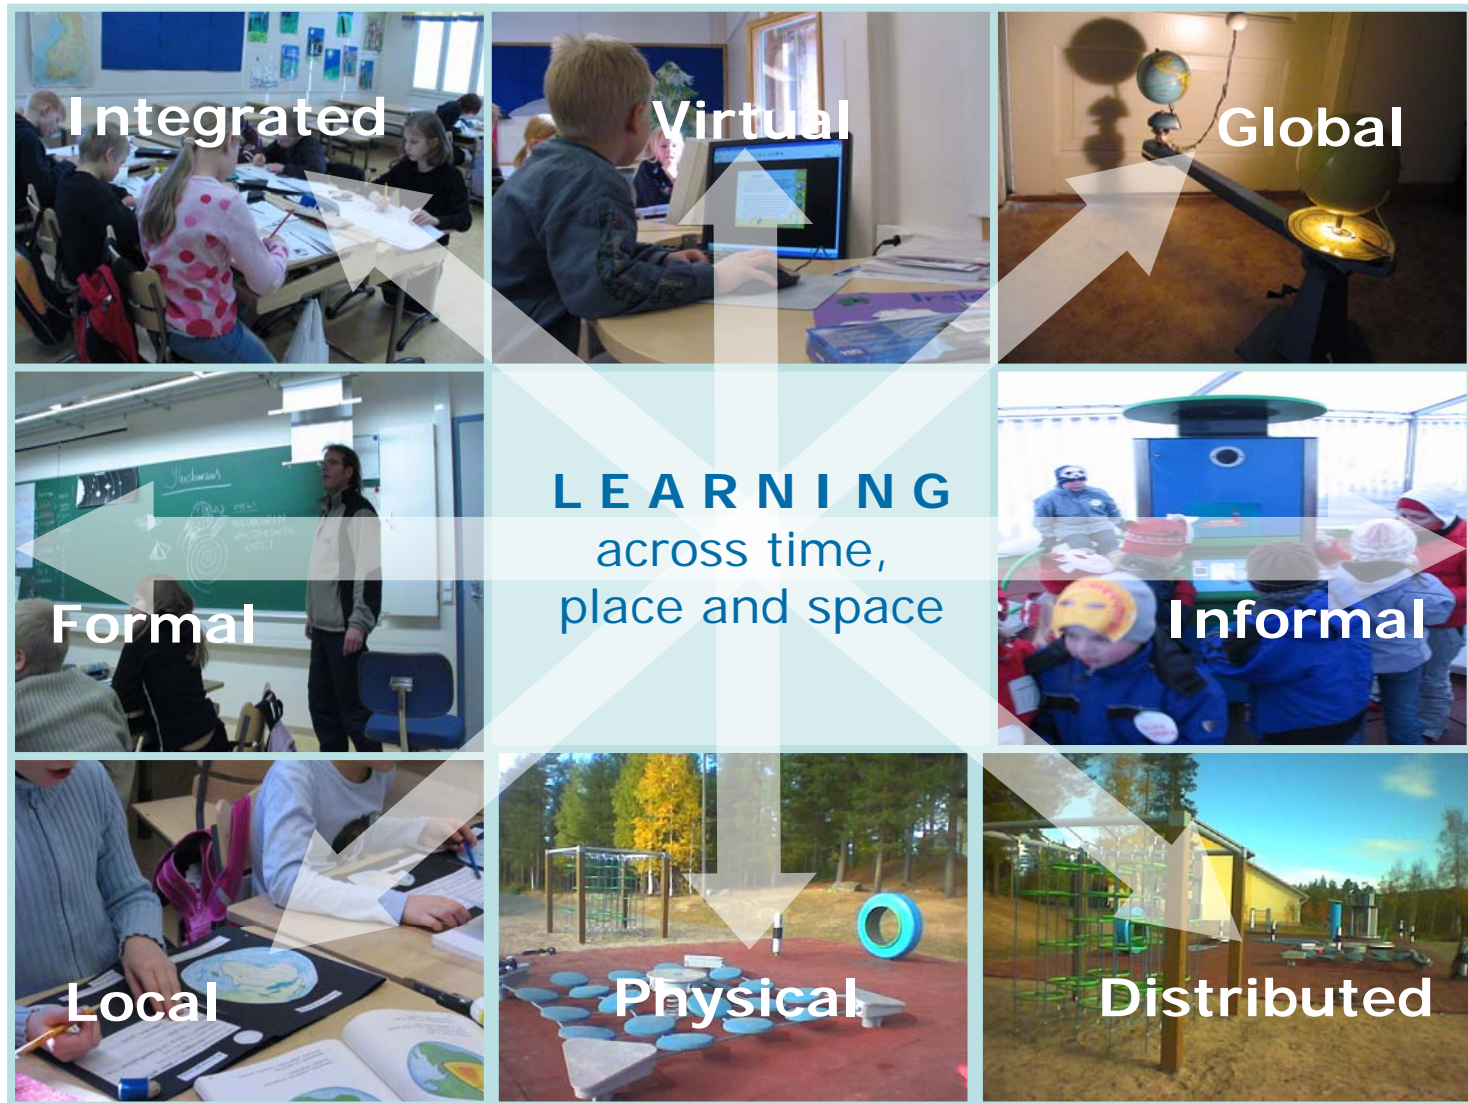 Integrated
Virtual
Global
LEARNING
across time,
place and space
Formal
Informal
Local
Physical
Distributed